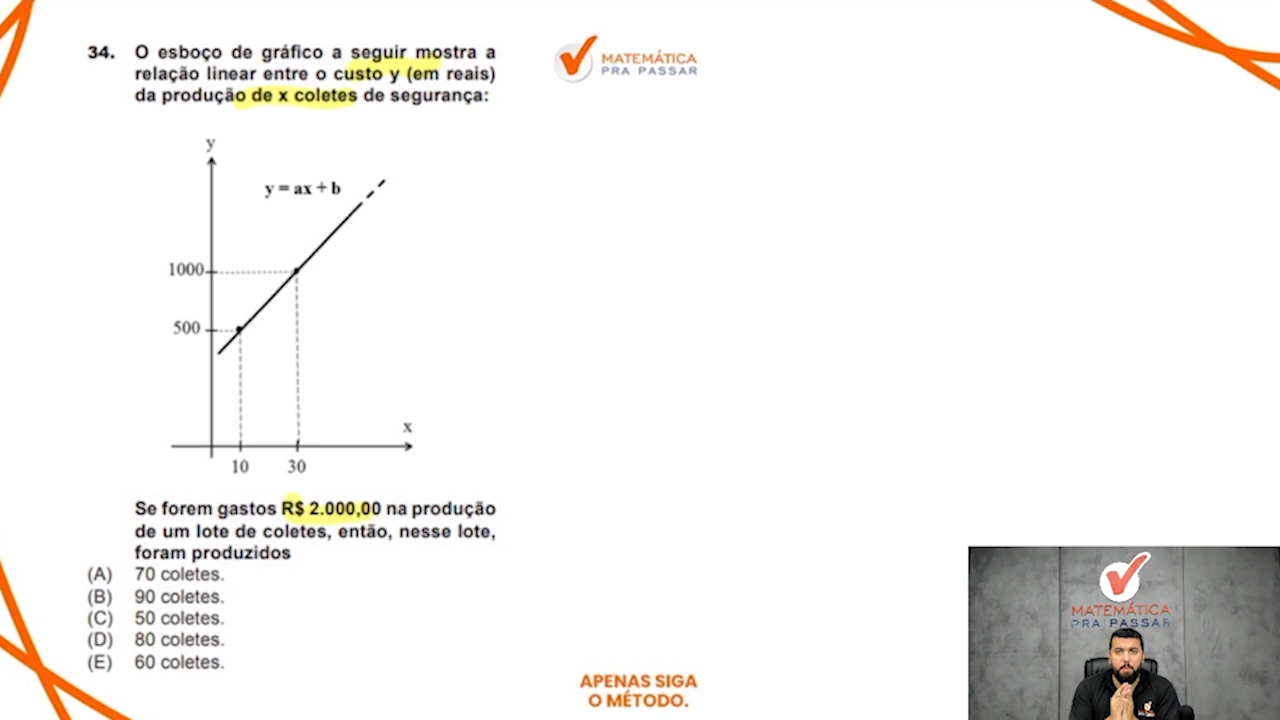 34. O esboço de gráfico a seguir mostra a
relação linear entre o custo y (em reais)
da produção de x coletes de segurança:
MATEMÁTICA
PRA PASSAR
y
y = ax + b
1000
500
x
10 30
Se forem gastos R$ 2.000,00 na produção
de um lote de coletes, então, nesse lote,
foram produzidos
(A) 70 coletes.
(B) 90 coletes.
(C) 50 coletes.
(D) 80 coletes.
(E) 60 coletes.
APENAS SIGA
O MÉTODO.
MATEMÁTICA
PRA PASSAR